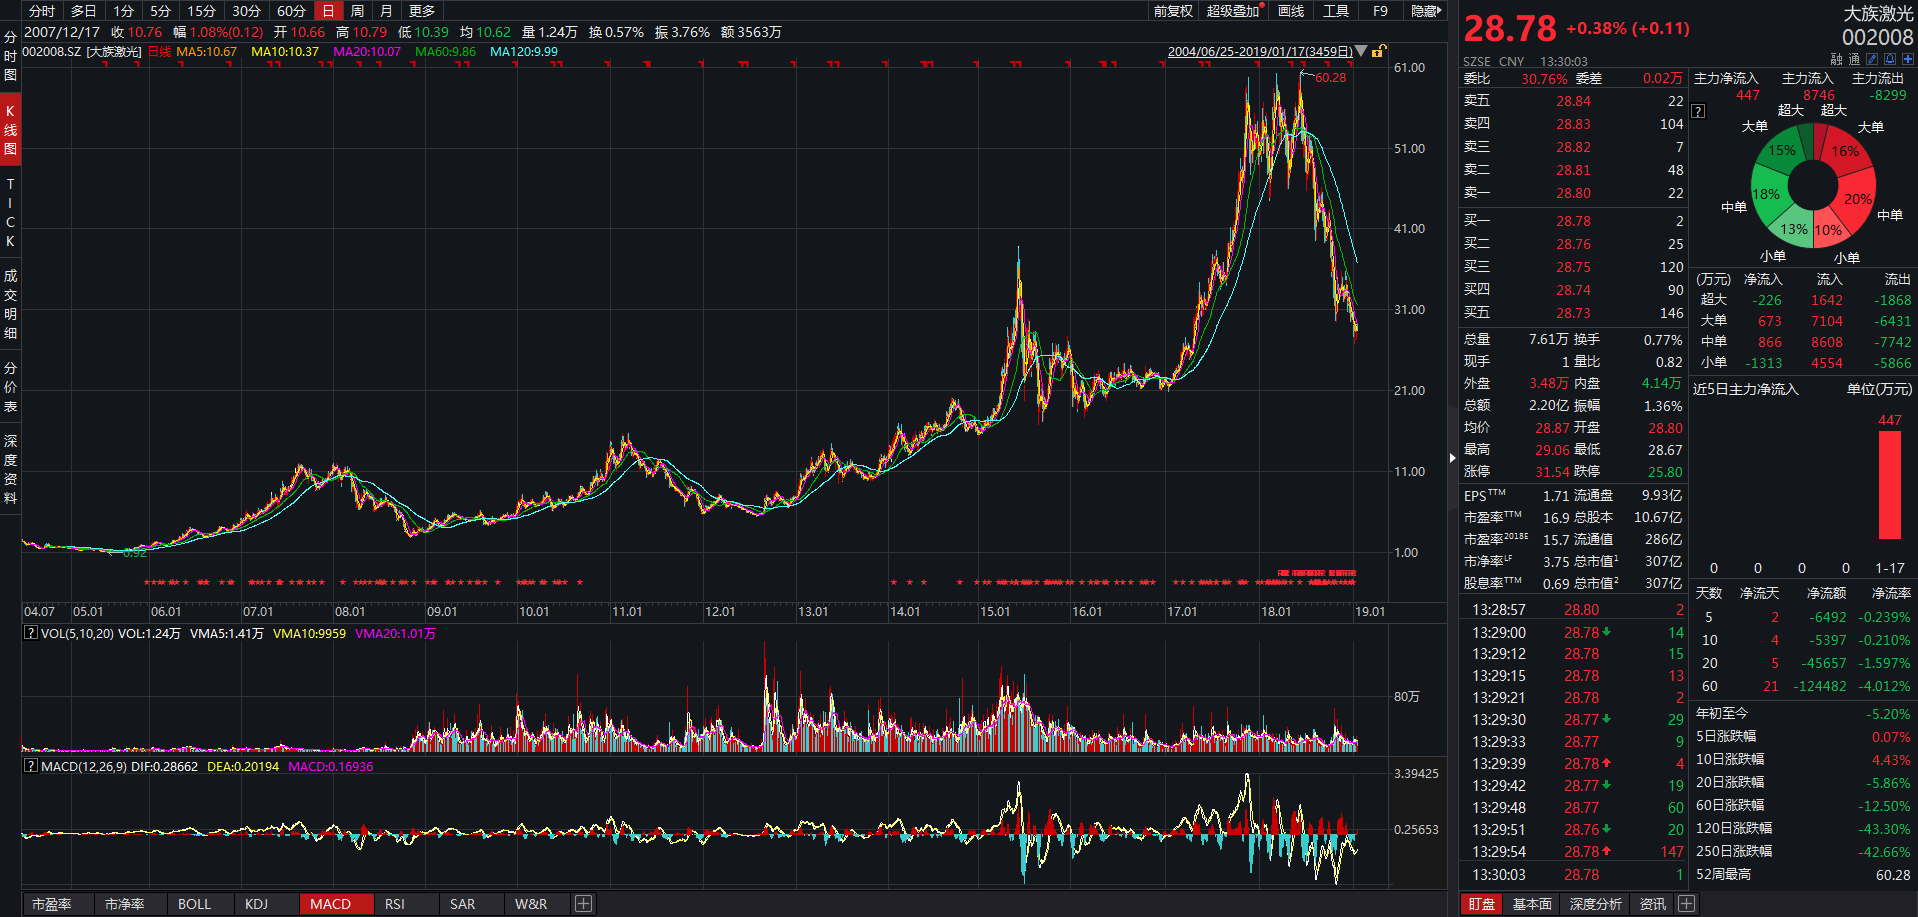 分时 多日 1分 5分 15分 30分 60分 日 周 月 更多 前复权 超级叠加 画线 工具 F9 隐藏
2007/12/17 收 10.76 幅 1.08%(0.12) 开 10.66 高 10.79 低 10.39 均 10.62 量 1.24万 换 0.57% 振 3.76% 额 3563万
002008.SZ [大族激光] 日线 MA5:10.67 MA10:10.37 MA20:10.07 MA60:9.86 MA120:9.99 2004/06/25-2019/01/17(3459日)
分时图
K线图
TICK
成交明细
分价表
深度资料
61.00
60.28
51.00
41.00
31.00
21.00
11.00
1.00
0.92
04.07 05.01 06.01 07.01 08.01 09.01 10.01 11.01 12.01 13.01 14.01 15.01 16.01 17.01 18.01 19.01
? VOL(5,10,20) VOL:1.24万 VMA5:1.41万 VMA10:9959 VMA20:1.01万
80万
? MACD(12,26,9) DIF:0.28662 DEA:0.20194 MACD:0.16936
3.39425
0.25653
市盈率 市净率 BOLL KDJ MACD RSI SAR W&R
28.78 +0.38% (+0.11)
大族激光
002008
SZSE CNY 13:30:03 融 通
委比 30.76% 委差 0.02万
卖五 28.84 22
卖四 28.83 104
卖三 28.82 7
卖二 28.81 48
卖一 28.80 22
买一 28.78 2
买二 28.76 25
买三 28.75 120
买四 28.74 90
买五 28.73 146
总量 7.61万 换手 0.77%
现手 1 量比 0.82
外盘 3.48万 内盘 4.14万
总额 2.20亿 振幅 1.36%
均价 28.87 开盘 28.80
最高 29.06 最低 28.67
涨停 31.54 跌停 25.80
EPS TTM 1.71 流通盘 9.93亿
市盈率TTM 16.9 总股本 10.67亿
市盈率2018E 15.7 流通值 286亿
市净率LF 3.75 总市值1 307亿
股息率TTM 0.69 总市值2 307亿
13:28:57 28.80 2
13:29:00 28.78 14
13:29:12 28.78 15
13:29:15 28.78 13
13:29:21 28.78 2
13:29:30 28.77 29
13:29:33 28.77 9
13:29:39 28.78 4
13:29:42 28.77 19
13:29:48 28.77 60
13:29:51 28.76 20
13:29:54 28.78 147
13:30:03 28.78 1
主力净流入 主力流入 主力流出
447 8746 -8299
?
超大 超大
大单 大单
15% 16%
18% 20%
中单 中单
13% 10%
小单 小单
(万元) 净流入 流入 流出
超大 -226 1642 -1868
大单 673 7104 -6431
中单 866 8608 -7742
小单 -1313 4554 -5866
近5日主力净流入 单位(万元)
447
0 0 0 0 1-17
天数 净流天 净流额 净流率
5 2 -6492 -0.239%
10 4 -5397 -0.210%
20 5 -45657 -1.597%
60 21 -124482 -4.012%
年初至今 -5.20%
5日涨跌幅 0.07%
10日涨跌幅 4.43%
20日涨跌幅 -5.86%
60日涨跌幅 -12.50%
120日涨跌幅 -43.30%
250日涨跌幅 -42.66%
52周最高 60.28
盯盘 基本面 深度分析 资讯